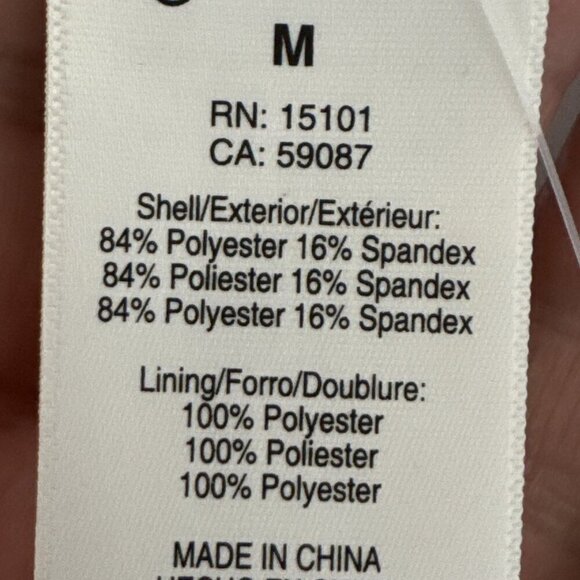 M
RN: 15101
CA: 59087
Shell/Exterior/Extérieur:
84% Polyester 16% Spandex
84% Poliester 16% Spandex
84% Polyester 16% Spandex
Lining/Forro/Doublure:
100% Polyester
100% Poliester
100% Polyester
MADE IN CHINA